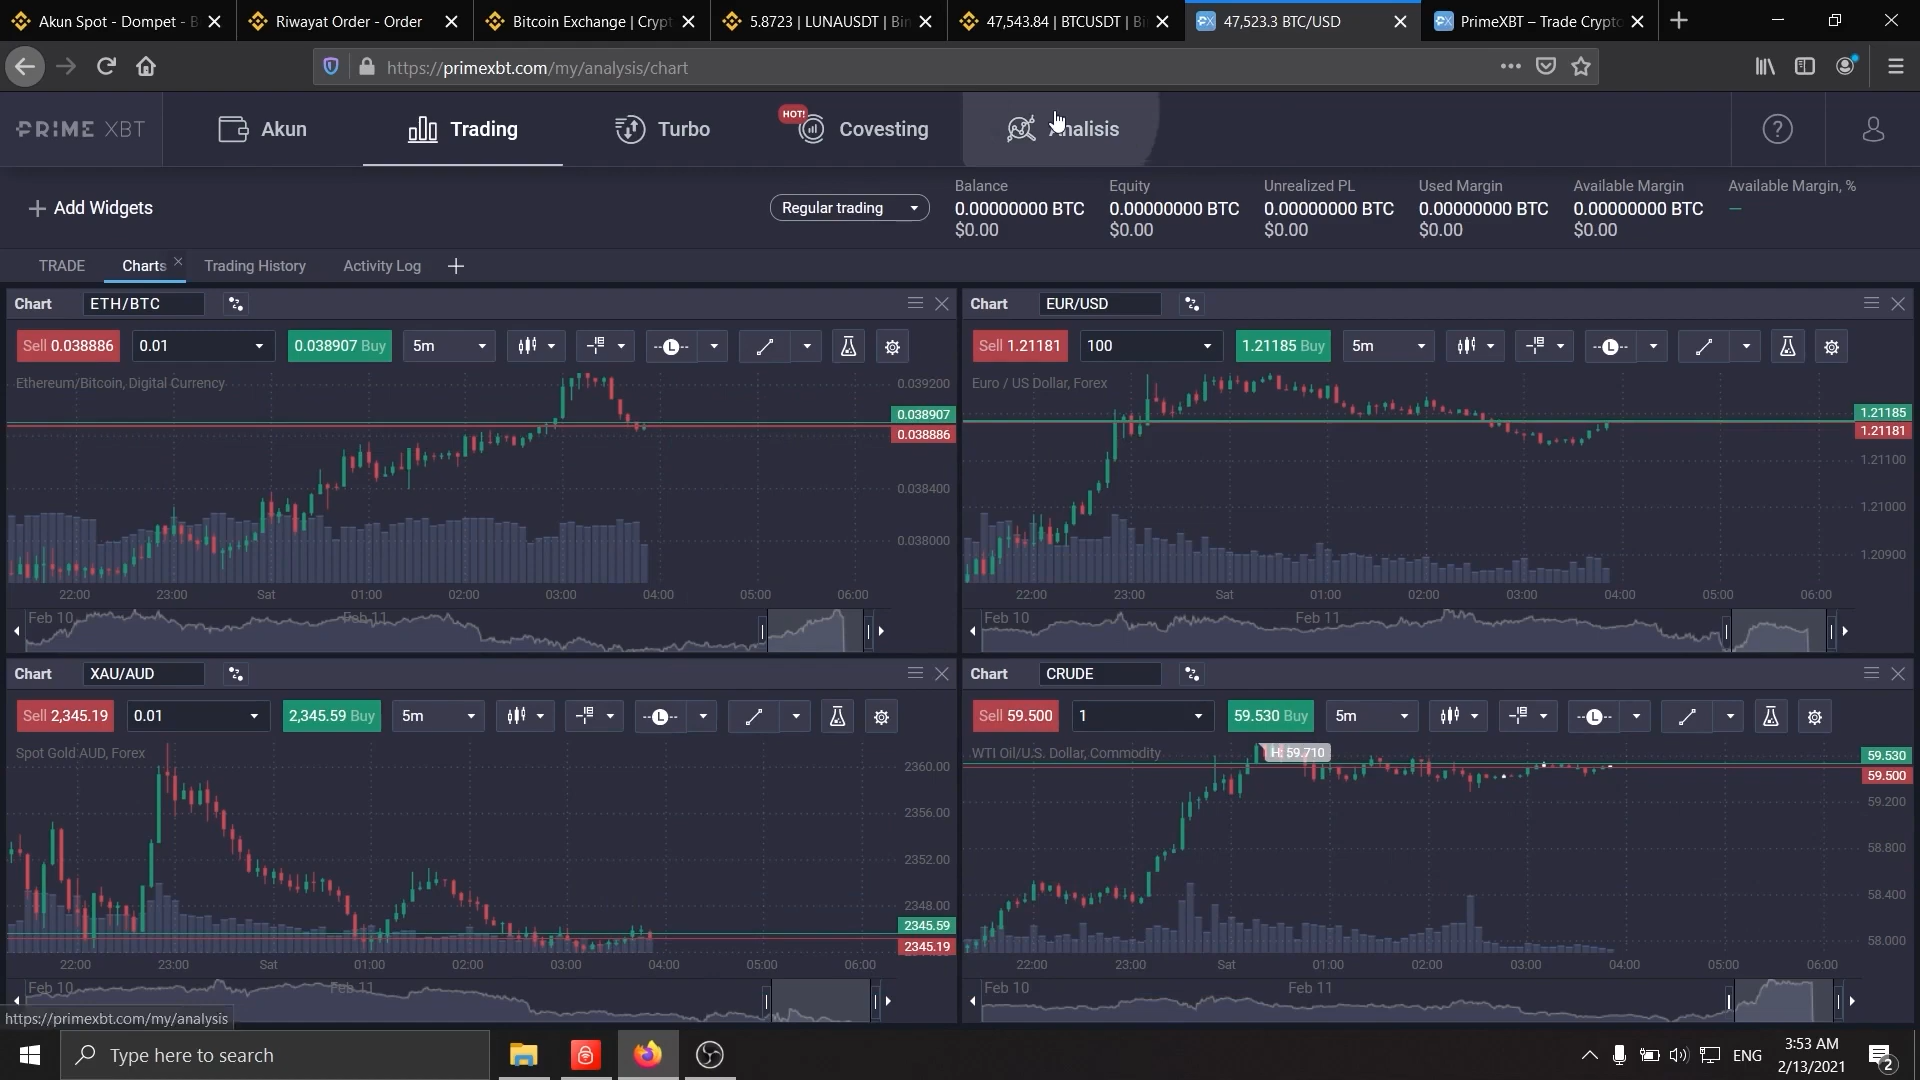 Akun Spot - Dompet - B
Riwayat Order - Order
Bitcoin Exchange | Crypt
5.8723 | LUNAUSDT | Bin
47,543.84 | BTCUSDT | Bi
47,523.3 BTC/USD
PrimeXBT – Trade Crypto
https://primexbt.com/my/analysis/chart
PRIME XBT
Akun
Trading
Turbo
HOT!
Covesting
Analisis
Add Widgets
Regular trading
Balance
0.00000000 BTC
$0.00
Equity
0.00000000 BTC
$0.00
Unrealized PL
0.00000000 BTC
$0.00
Used Margin
0.00000000 BTC
$0.00
Available Margin
0.00000000 BTC
$0.00
Available Margin, %
—
TRADE Charts Trading History Activity Log
Chart ETH/BTC
Sell 0.038886 0.01 0.038907 Buy 5m
Ethereum/Bitcoin, Digital Currency
0.039200
0.038907
0.038886
0.038400
0.038000
22:00 23:00 Sat 01:00 02:00 03:00 04:00 05:00 06:00
Feb 10 Feb 11
Chart EUR/USD
Sell 1.21181 100 1.21185 Buy 5m
Euro / US Dollar, Forex
1.21185
1.21181
1.21100
1.21000
1.20900
22:00 23:00 Sat 01:00 02:00 03:00 04:00 05:00 06:00
Feb 10 Feb 11
Chart XAU/AUD
Sell 2,345.19 0.01 2,345.59 Buy 5m
Spot Gold AUD, Forex
2360.00
2356.00
2352.00
2348.00
2345.59
2345.19
22:00 23:00 Sat 01:00 02:00 03:00 04:00 05:00 06:00
Feb 10 Feb 11
Chart CRUDE
Sell 59.500 1 59.530 Buy 5m
WTI Oil/U.S. Dollar, Commodity
H: 59.710
59.530
59.500
59.200
58.800
58.400
58.000
22:00 23:00 Sat 01:00 02:00 03:00 04:00 05:00 06:00
Feb 10 Feb 11
https://primexbt.com/my/analysis
Type here to search
ENG
3:53 AM
2/13/2021
2